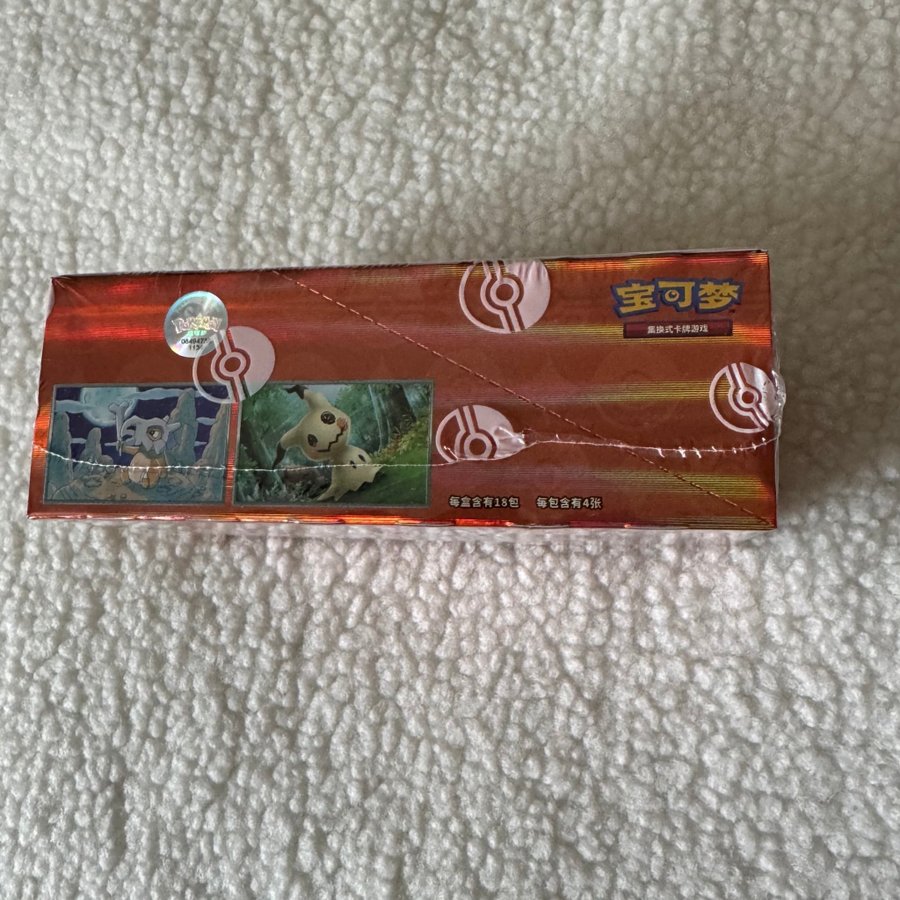 宝可梦
集换式卡牌游戏
Pokémon
每盒含有18包 每包含有4张